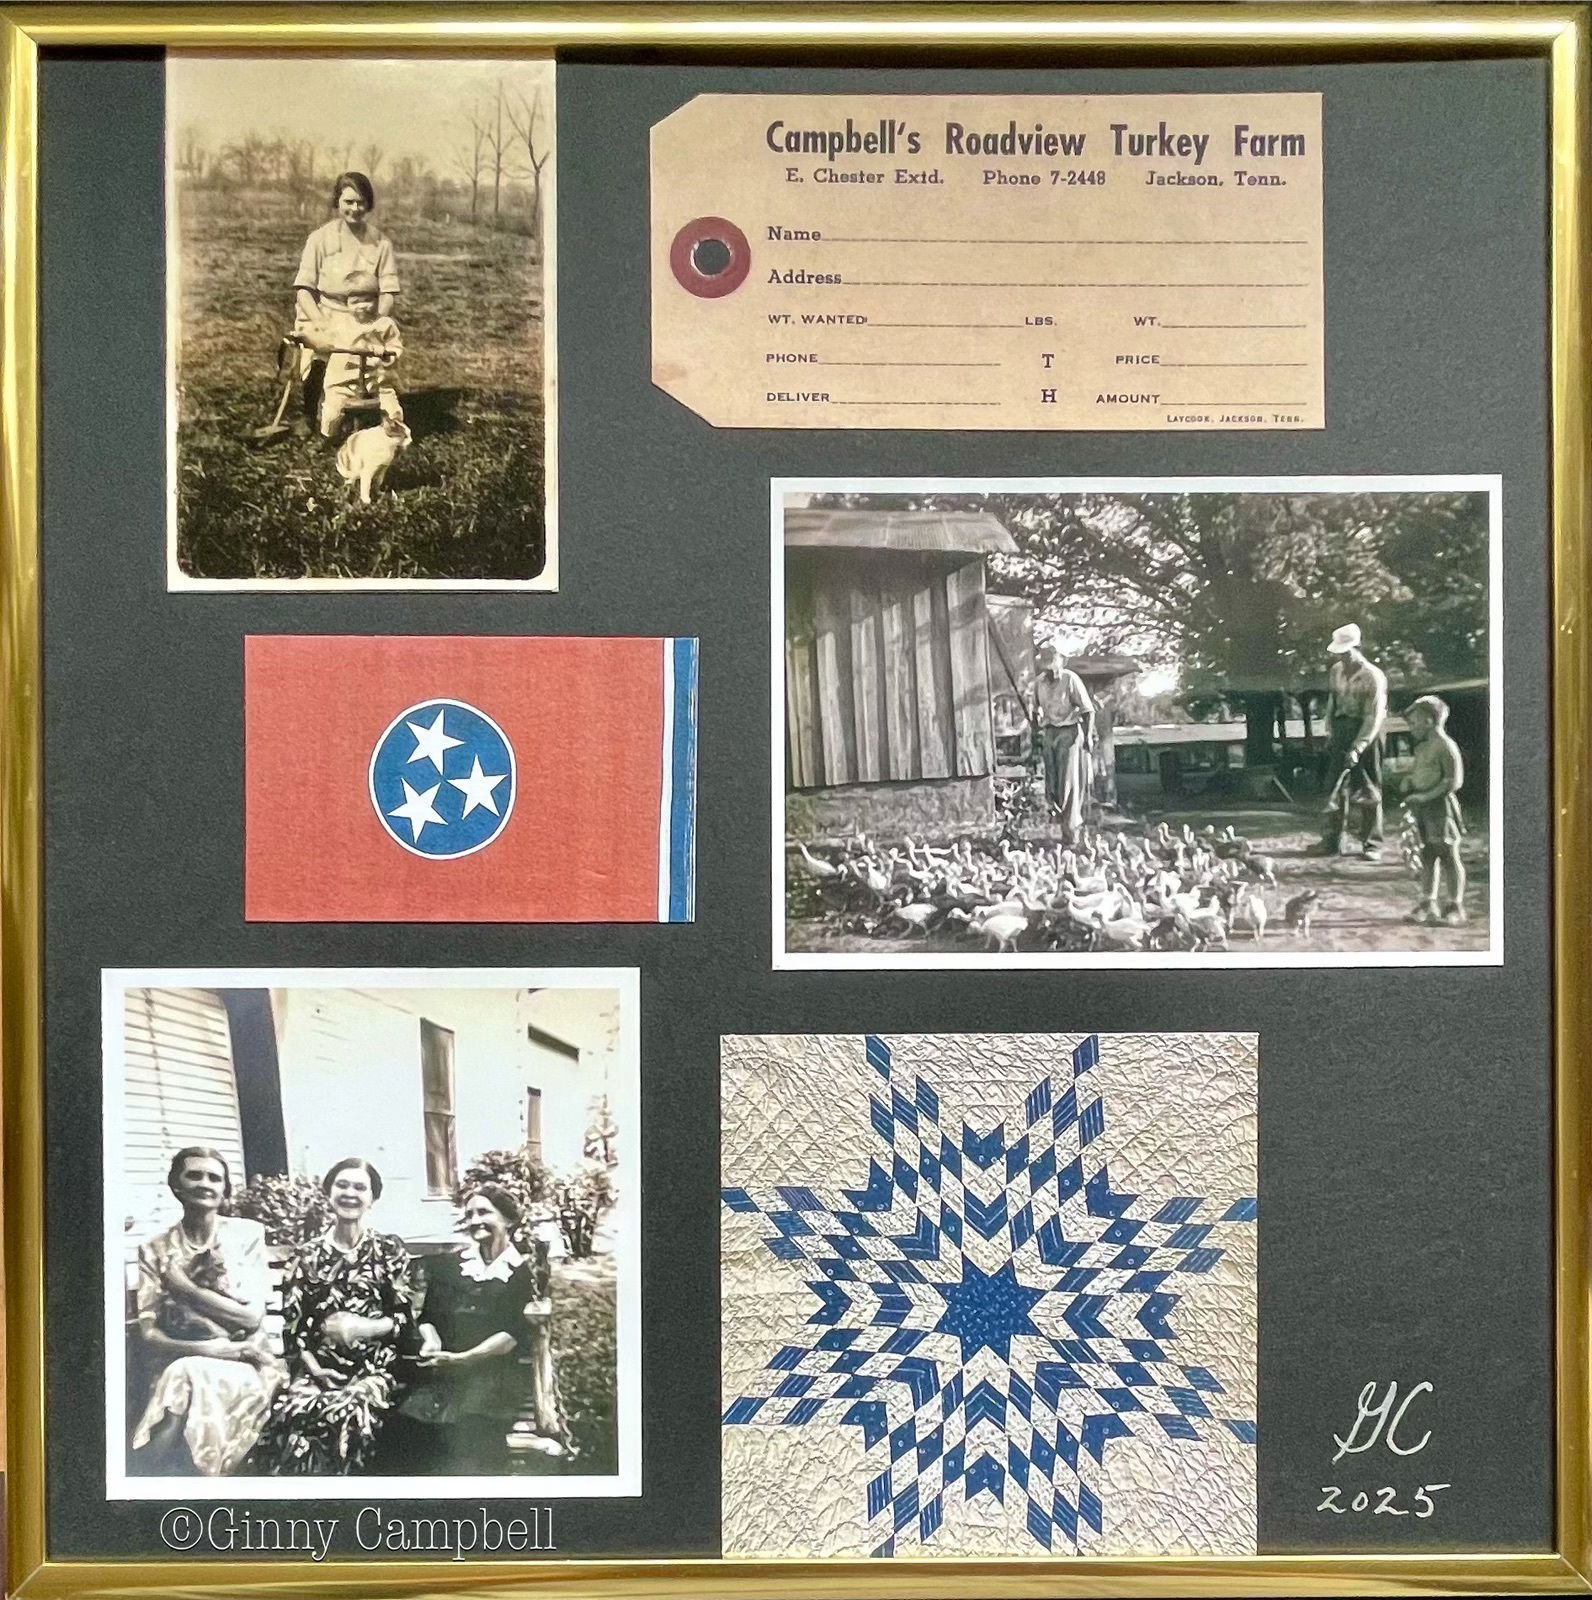 Campbell's Roadview Turkey Farm
E. Chester Extd. Phone 7-2448 Jackson, Tenn.
Name
Address
WT. WANTED LBS. WT.
PHONE T PRICE
DELIVER H AMOUNT
LAYCOOK, JACKSON, TENN.
GC
2025
©Ginny Campbell